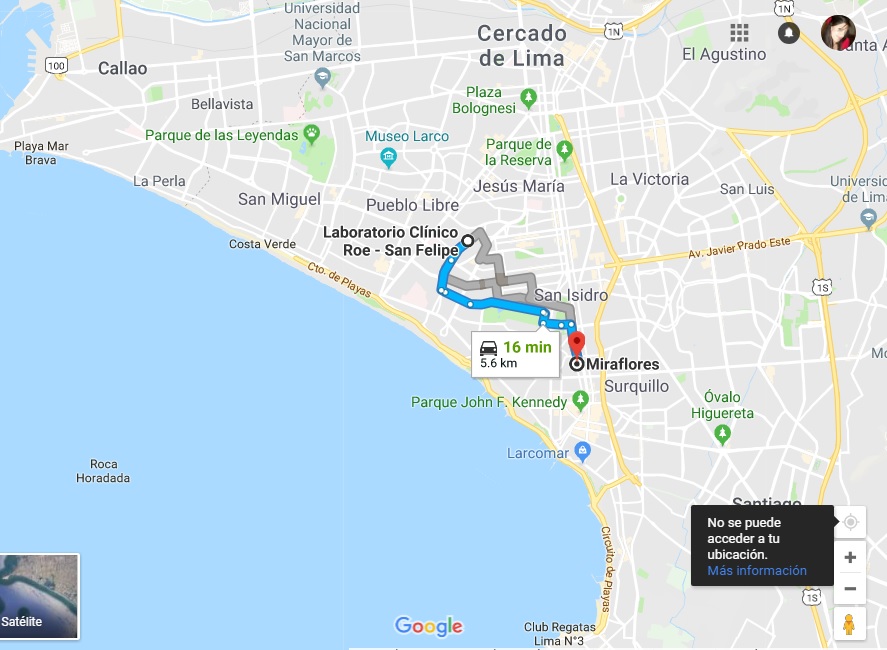 Universidad
Nacional
Mayor de
San Marcos
1N
1N
Cercado
de Lima
El Agustino
100
Callao
Bellavista
Plaza
Bolognesi
Parque de las Leyendas
Museo Larco
Playa Mar
Brava
Parque de
la Reserva
La Perla
San Miguel
Jesús María
La Victoria
San Luis
Pueblo Libre
Laboratorio Clínico
Roe - San Felipe
Costa Verde
Av. Javier Prado Este
Cto. de Playas
1S
San Isidro
16 min
5.6 km
Miraflores
Surquillo
Parque John F. Kennedy
Óvalo
Higuereta
Larcomar
Roca
Horadada
Santiago
No se puede
acceder a tu
ubicación.
Más información
Circuito de Playas
1S
Satélite
Google
Club Regatas
Lima N°3